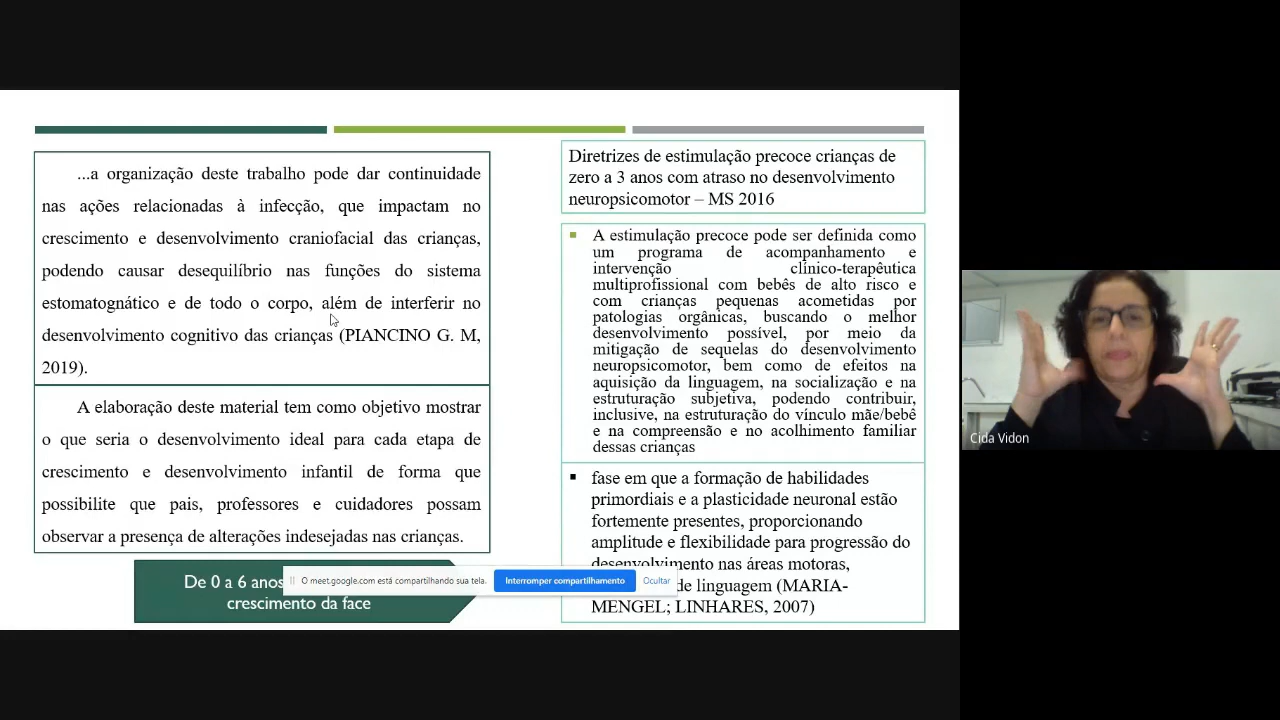 ...a organização deste trabalho pode dar continuidade
nas ações relacionadas à infecção, que impactam no
crescimento e desenvolvimento craniofacial das crianças,
podendo causar desequilíbrio nas funções do sistema
estomatognático e de todo o corpo, além de interferir no
desenvolvimento cognitivo das crianças (PIANCINO G. M,
2019).
A elaboração deste material tem como objetivo mostrar
o que seria o desenvolvimento ideal para cada etapa de
crescimento e desenvolvimento infantil de forma que
possibilite que pais, professores e cuidadores possam
observar a presença de alterações indesejadas nas crianças.
De 0 a 6 anos
crescimento da face
Diretrizes de estimulação precoce crianças de
zero a 3 anos com atraso no desenvolvimento
neuropsicomotor – MS 2016
A estimulação precoce pode ser definida como
um programa de acompanhamento e
intervenção clínico-terapêutica
multiprofissional com bebês de alto risco e
com crianças pequenas acometidas por
patologias orgânicas, buscando o melhor
desenvolvimento possível, por meio da
mitigação de sequelas do desenvolvimento
neuropsicomotor, bem como de efeitos na
aquisição da linguagem, na socialização e na
estruturação subjetiva, podendo contribuir,
inclusive, na estruturação do vínculo mãe/bebê
e na compreensão e no acolhimento familiar
dessas crianças
fase em que a formação de habilidades
primordiais e a plasticidade neuronal estão
fortemente presentes, proporcionando
amplitude e flexibilidade para progressão do
desenvolvimento nas áreas motoras,
de linguagem (MARIA-
MENGEL; LINHARES, 2007)
O meet.google.com está compartilhando sua tela. Interromper compartilhamento Ocultar
Cida Vidon